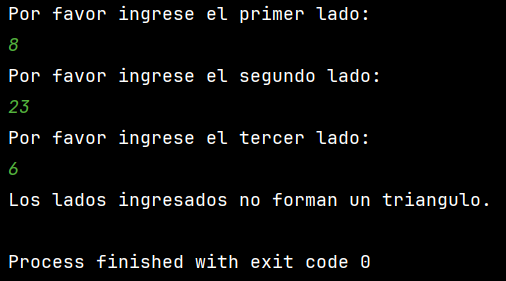 Por favor ingrese el primer lado:
8
Por favor ingrese el segundo lado:
23
Por favor ingrese el tercer lado:
6
Los lados ingresados no forman un triangulo.
Process finished with exit code 0